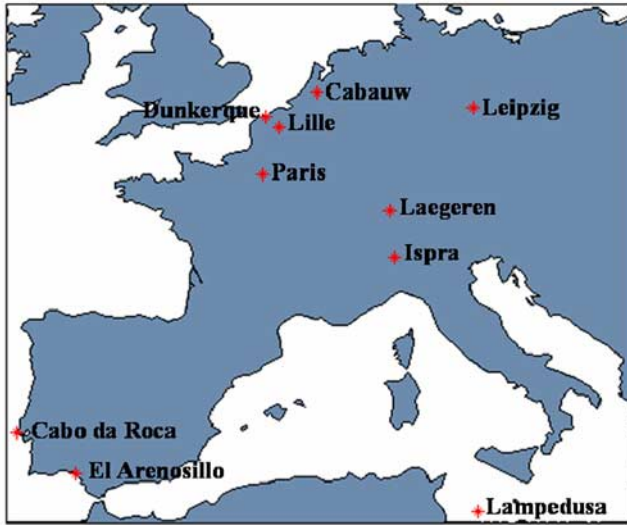 Cabauw
Leipzig
Dunkerque
Lille
Paris
Laegeren
Ispra
Cabo da Roca
El Arenosillo
Lampedusa